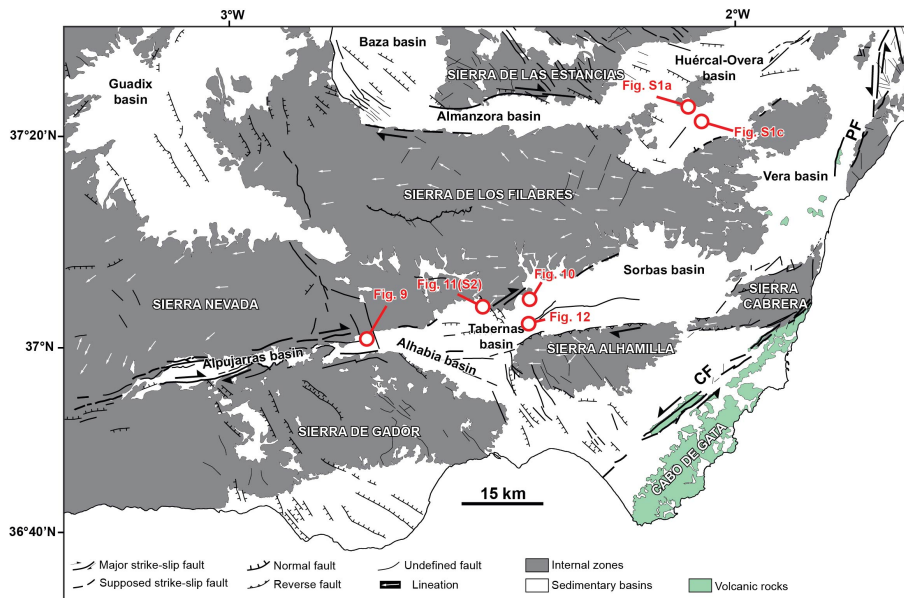 3°W
2°W
Baza basin
Huércal-Overa
basin
SIERRA DE LAS ESTANCIAS
Guadix
basin
Fig. S1a
Almanzora basin
37°20'N
Fig. S1c
PF
Vera basin
SIERRA DE LOS FILABRES
Sorbas basin
Fig. 10
Fig. 11(S2)
SIERRA NEVADA
Fig. 9
SIERRA
CABRERA
Fig. 12
Tabernas
basin
37°N
Alpujarras basin
Alhabia basin
SIERRA ALHAMILLA
CF
SIERRA DE GADOR
CABO DE GATA
15 km
36°40'N
Major strike-slip fault
Normal fault
Undefined fault
Internal zones
Supposed strike-slip fault
Reverse fault
Lineation
Sedimentary basins
Volcanic rocks